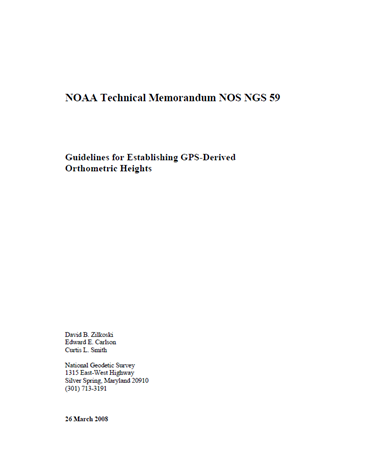 NOAA Technical Memorandum NOS NGS 59
Guidelines for Establishing GPS-Derived
Orthometric Heights
David B. Zilkoski
Edward E. Carlson
Curtis L. Smith
National Geodetic Survey
1315 East-West Highway
Silver Spring, Maryland 20910
(301) 713-3191
26 March 2008